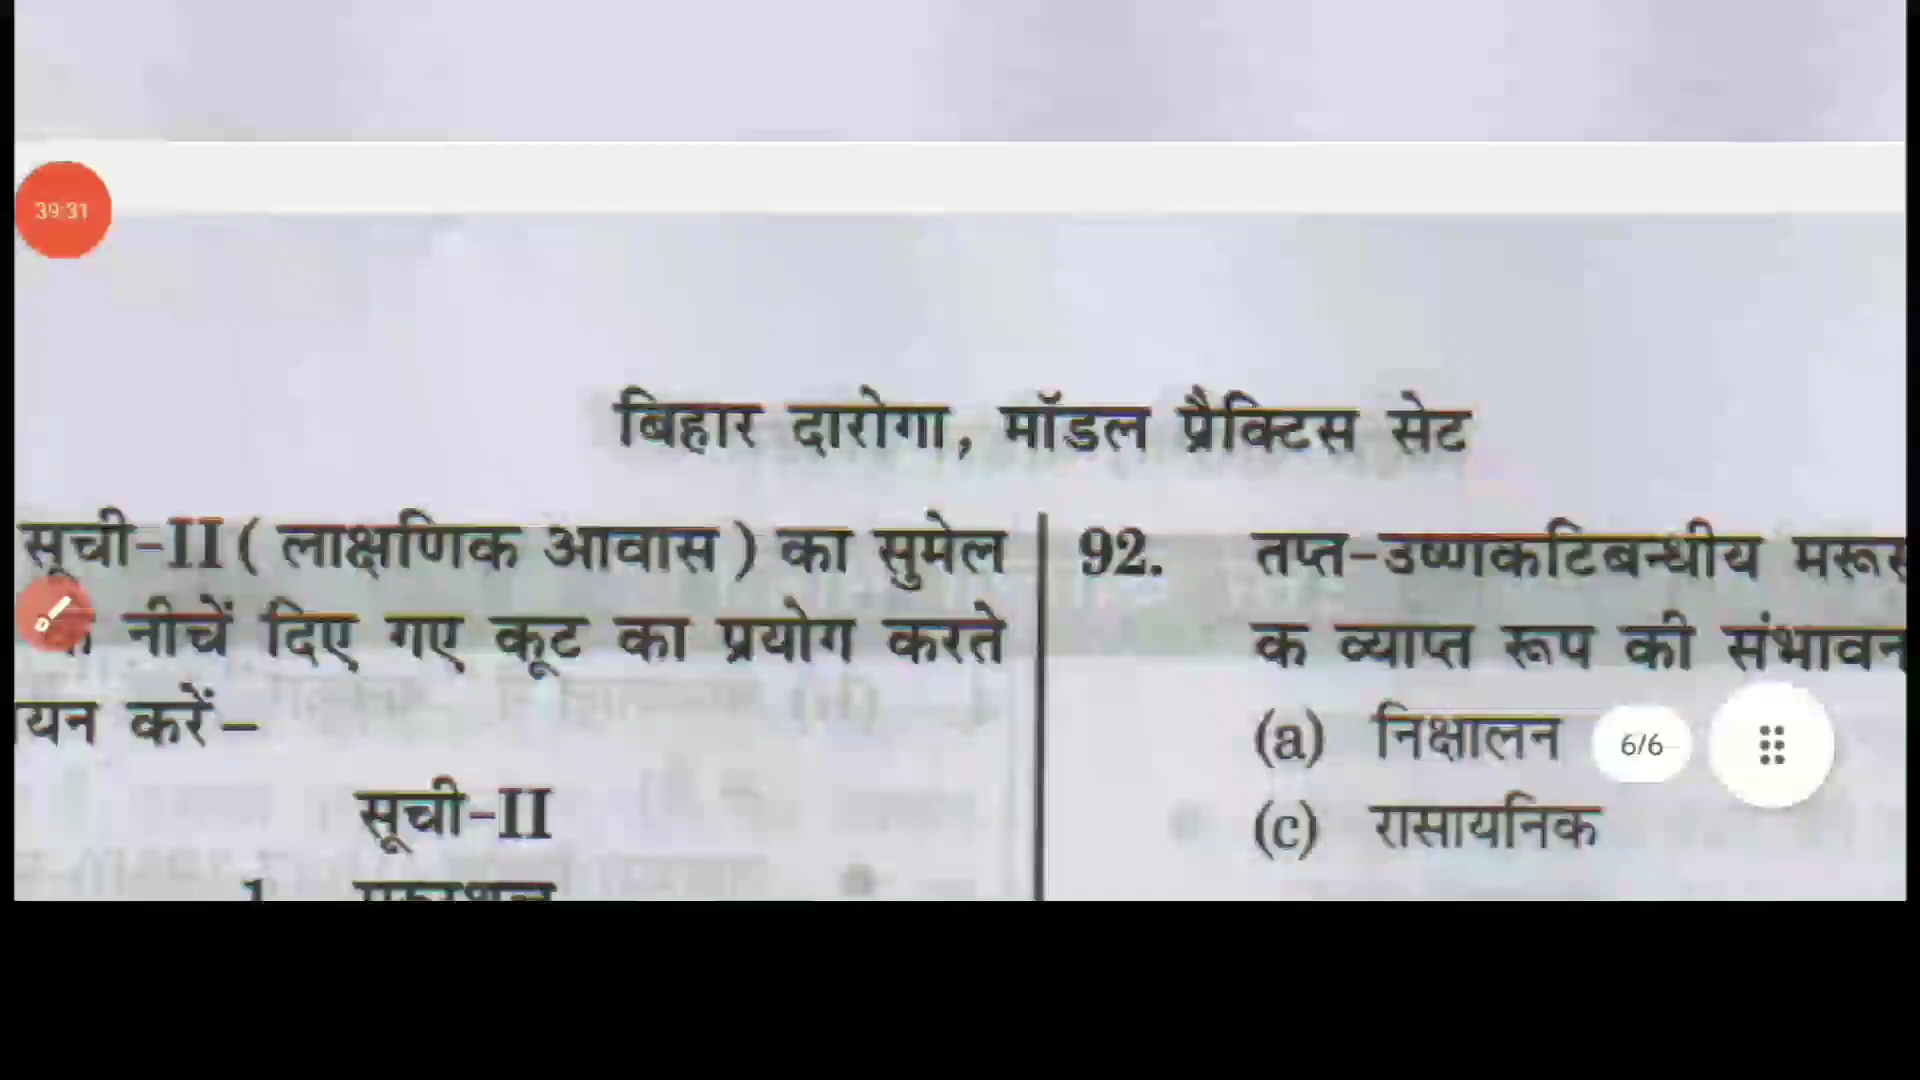 39:31
बिहार दारोगा, मॉडल प्रैक्टिस सेट
सूची-II ( लाक्षणिक आवास ) का सुमेल
नीचें दिए गए कूट का प्रयोग करते
करें–
सूची-II
1.
92. तप्त-उष्णकटिबन्धीय
क व्याप्त रूप की
(a) निक्षालन
6/6
(c) रासायनिक